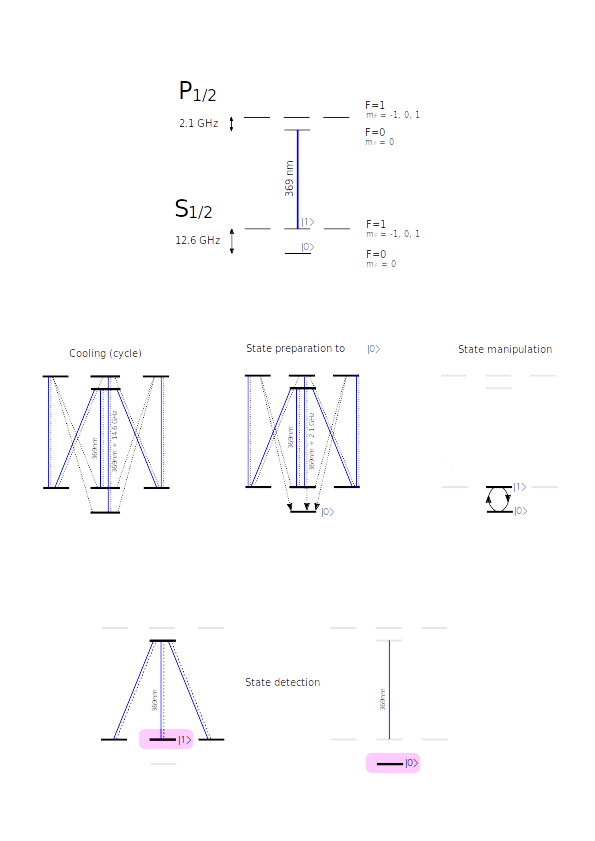 P1/2
F=1
mF = -1, 0, 1
2.1 GHz
F=0
mF = 0
369 nm
S1/2
|1>
F=1
mF = -1, 0, 1
12.6 GHz
|0>
F=0
mF = 0
Cooling (cycle)
State preparation to |0>
State manipulation
369nm
369nm + 14.6 GHz
369nm
369nm + 2.1 GHz
|0>
|1>
|0>
State detection
369nm
|1>
369nm
|0>